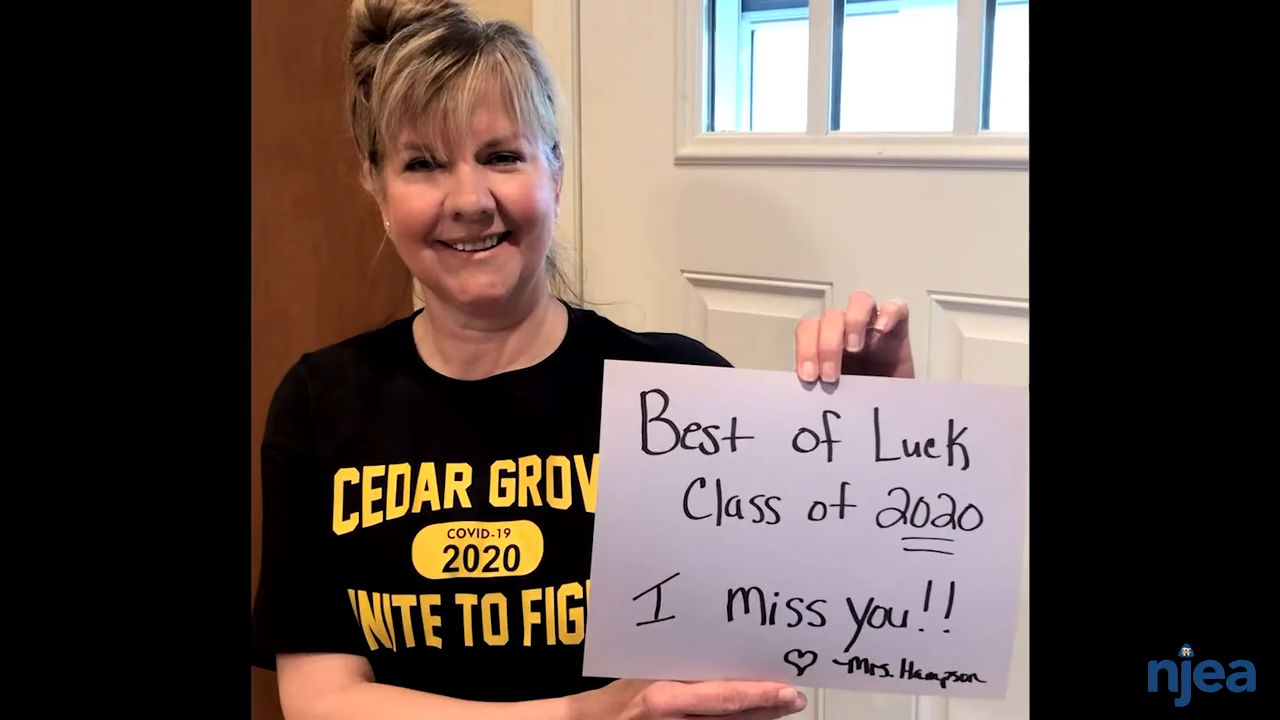 Best of Luck
Class of 2020
I miss you!!
♡ ~Mrs. Hampson
CEDAR GROV
COVID-19
2020
NITE TO FIG
njea